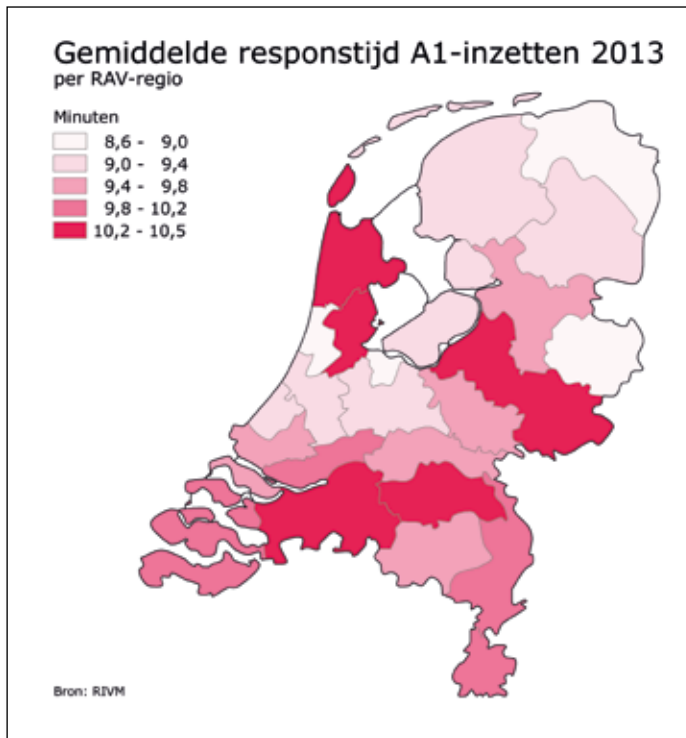 Gemiddelde responstijd A1-inzetten 2013
per RAV-regio
Minuten
8,6 - 9,0
9,0 - 9,4
9,4 - 9,8
9,8 - 10,2
10,2 - 10,5
Bron: RIVM